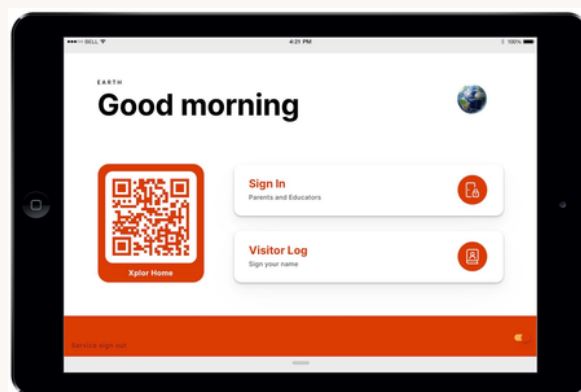 BELL
4:21 PM
100%
EARTH
Good morning
Sign In
Parents and Educators
Visitor Log
Sign your name
Xplor Home
Service sign out